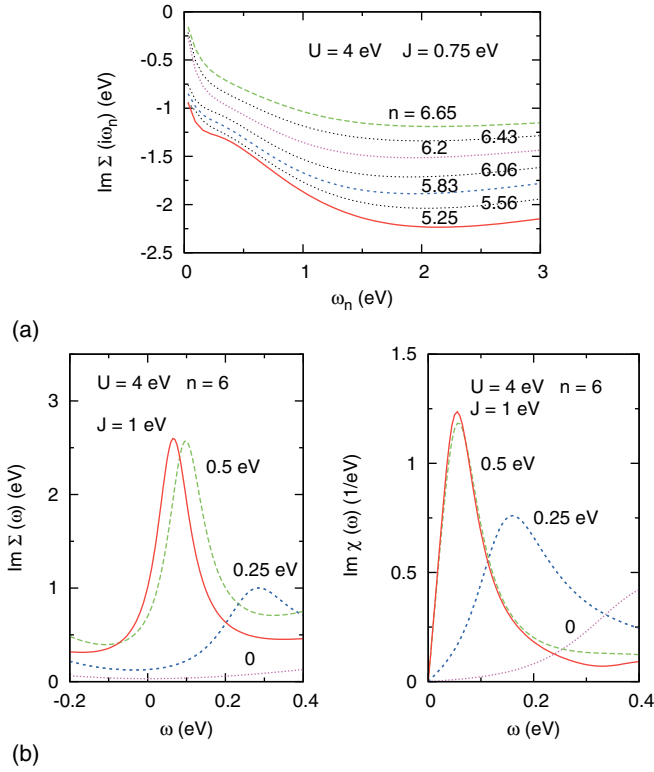 U = 4 eV J = 0.75 eV
0
-0.5
-1
-1.5
-2
-2.5
Im Σ (iωn) (eV)
n = 6.65
6.43
6.2
6.06
5.83
5.56
5.25
0
1
2
3
ωn (eV)
(a)
U = 4 eV n = 6
J = 1 eV
0.5 eV
0.25 eV
0
3
2
1
0
Im Σ (ω) (eV)
-0.2
0
0.2
0.4
ω (eV)
U = 4 eV n = 6
J = 1 eV
0.5 eV
0.25 eV
0
1.5
1
0.5
0
Im χ (ω) (1/eV)
0
0.2
0.4
ω (eV)
(b)